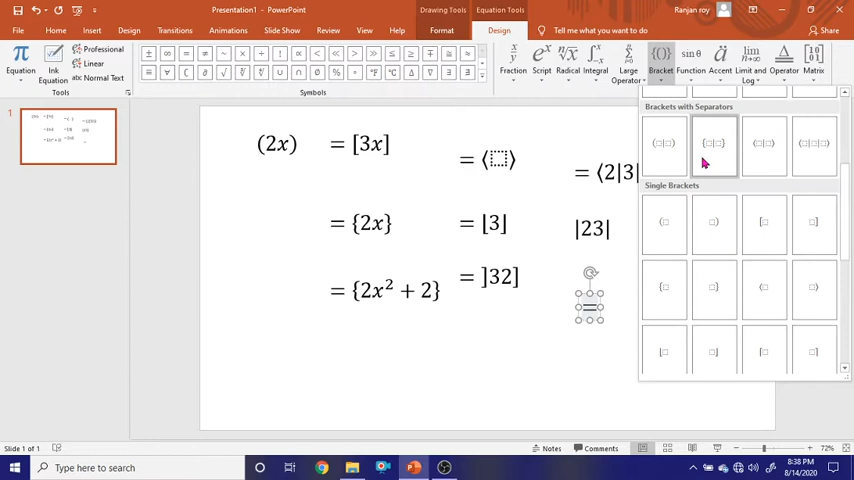 Presentation1 - PowerPoint
Drawing Tools
Equation Tools
Ranjan roy
File
Home
Insert
Design
Transitions
Animations
Slide Show
Review
View
Help
Format
Design
Tell me what you want to do
Share
Equation
Ink Equation
Professional
Linear
abc Normal Text
Tools
Symbols
Fraction
Script
Radical
Integral
Large Operator
Bracket
Function
Accent
Limit and Log
Operator
Matrix
Brackets with Separators
Single Brackets
1
(2x)
= [3x]
= ⟨⬚⟩
= ⟨2|3|
= {2x}
= ⌊3⌋
|23|
= {2x² + 2}
= ]32]
=
Slide 1 of 1
Notes
Comments
72%
Type here to search
8:38 PM
8/14/2020